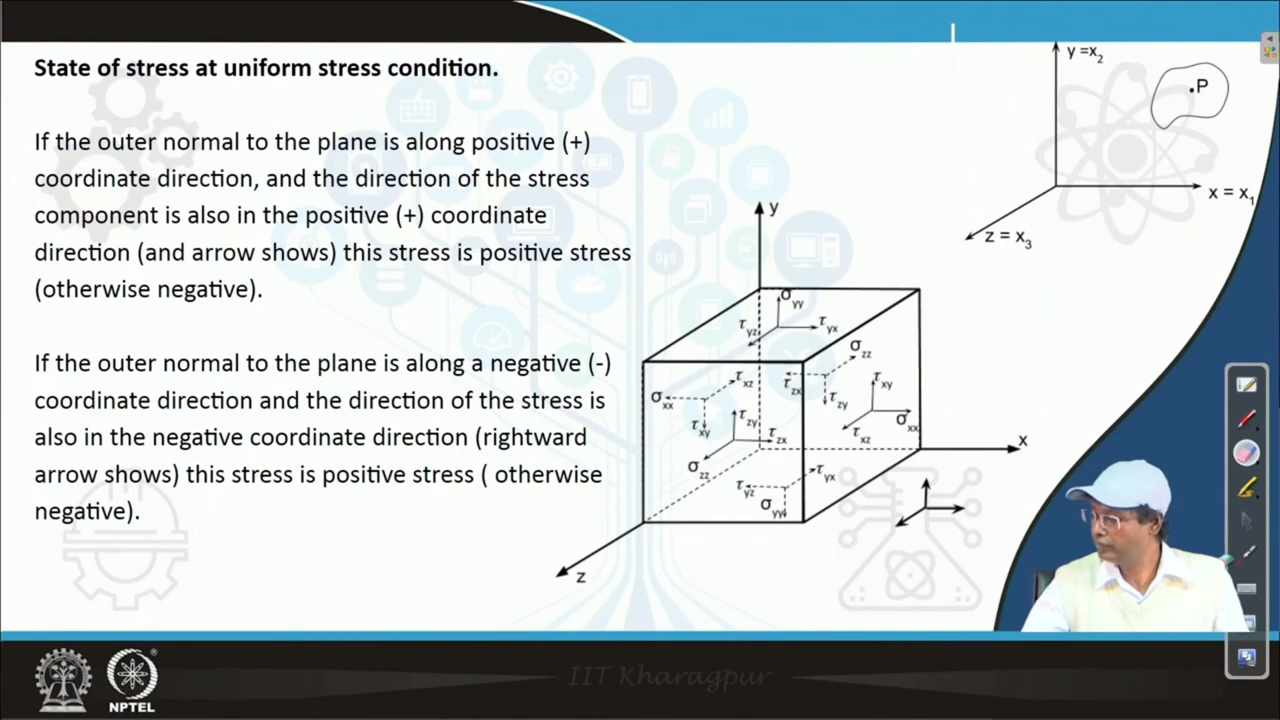 State of stress at uniform stress condition.
If the outer normal to the plane is along positive (+)
coordinate direction, and the direction of the stress
component is also in the positive (+) coordinate
direction (and arrow shows) this stress is positive stress
(otherwise negative).
If the outer normal to the plane is along a negative (-)
coordinate direction and the direction of the stress is
also in the negative coordinate direction (rightward
arrow shows) this stress is positive stress ( otherwise
negative).
y =x₂
P
x = x₁
z = x₃
y
σyy
τyz
τyx
σzz
τxz
τzx
τxy
σxx
τzy
σxx
τxy
τzy
τzx
τxz
σzz
x
τyx
τyz
σyy
z
IIT Kharagpur
NPTEL